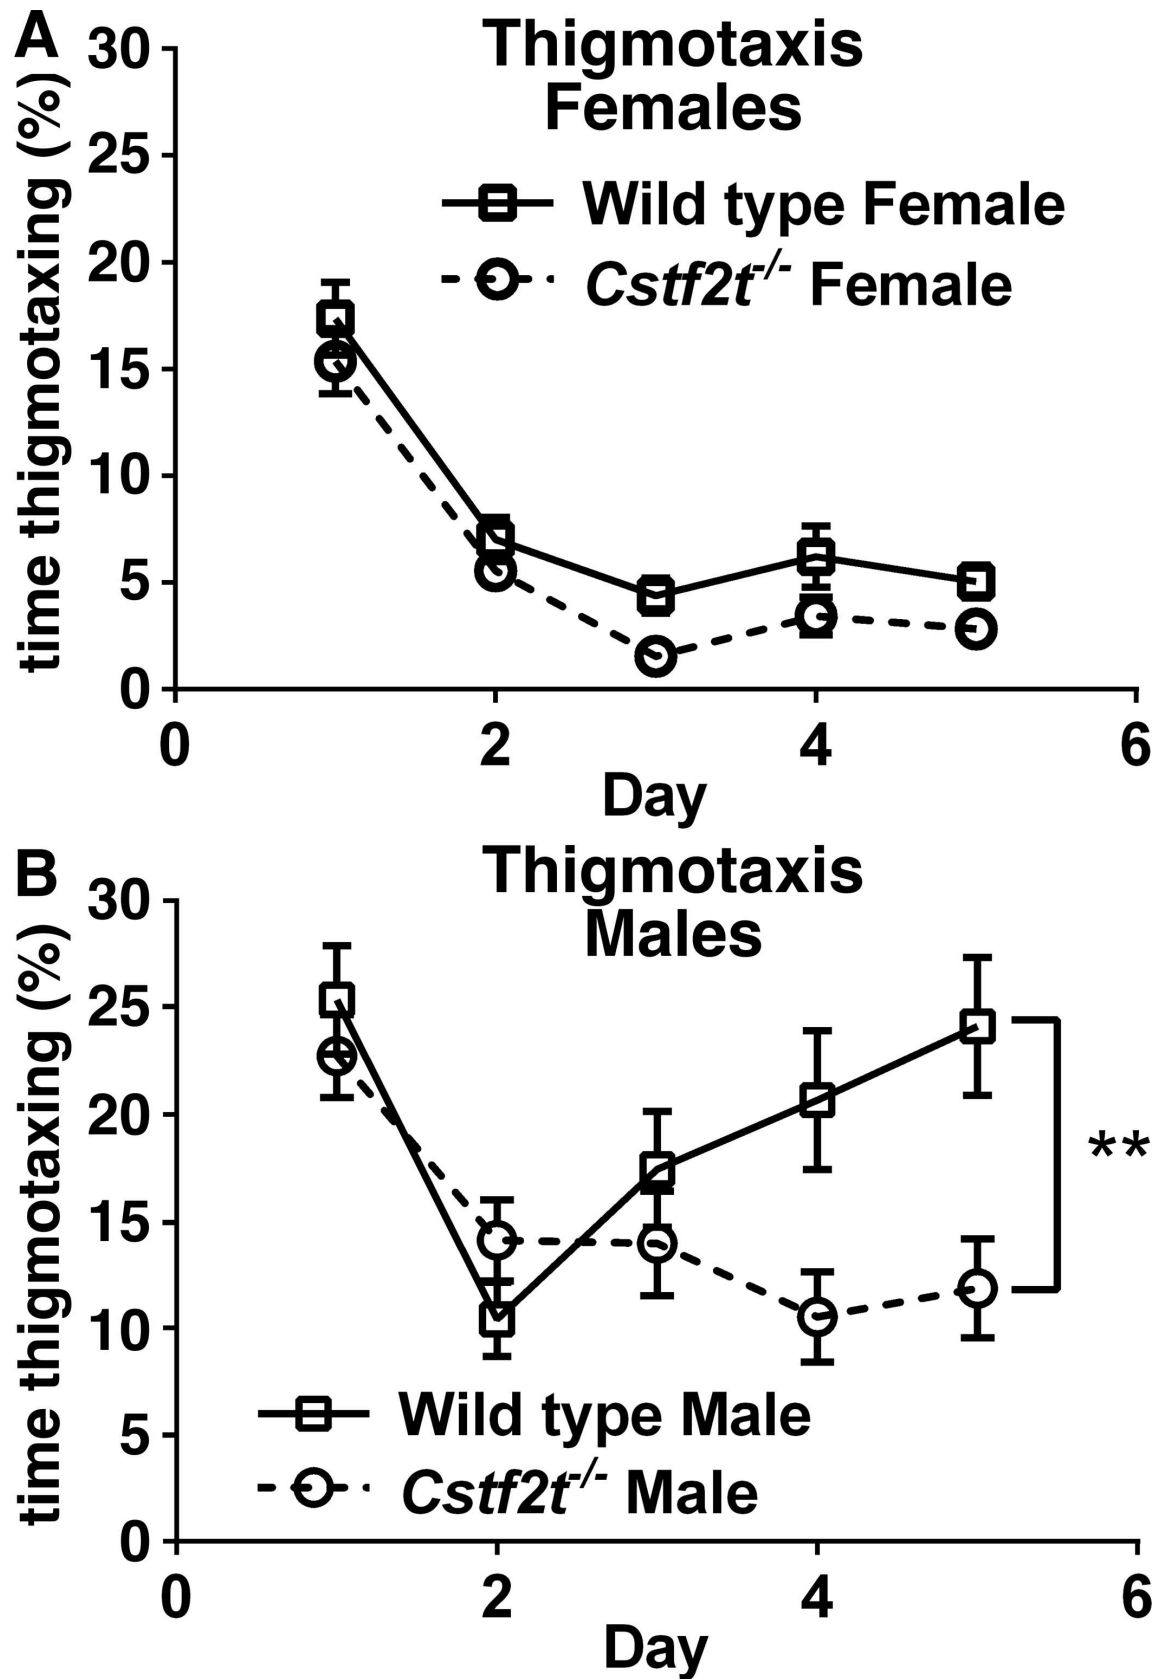 A
Thigmotaxis
Females
time thigmotaxing (%)
30
25
20
15
10
5
0
Wild type Female
Cstf2t-/- Female
0 2 4 6
Day
B
Thigmotaxis
Males
time thigmotaxing (%)
30
25
20
15
10
5
0
**
Wild type Male
Cstf2t-/- Male
0 2 4 6
Day